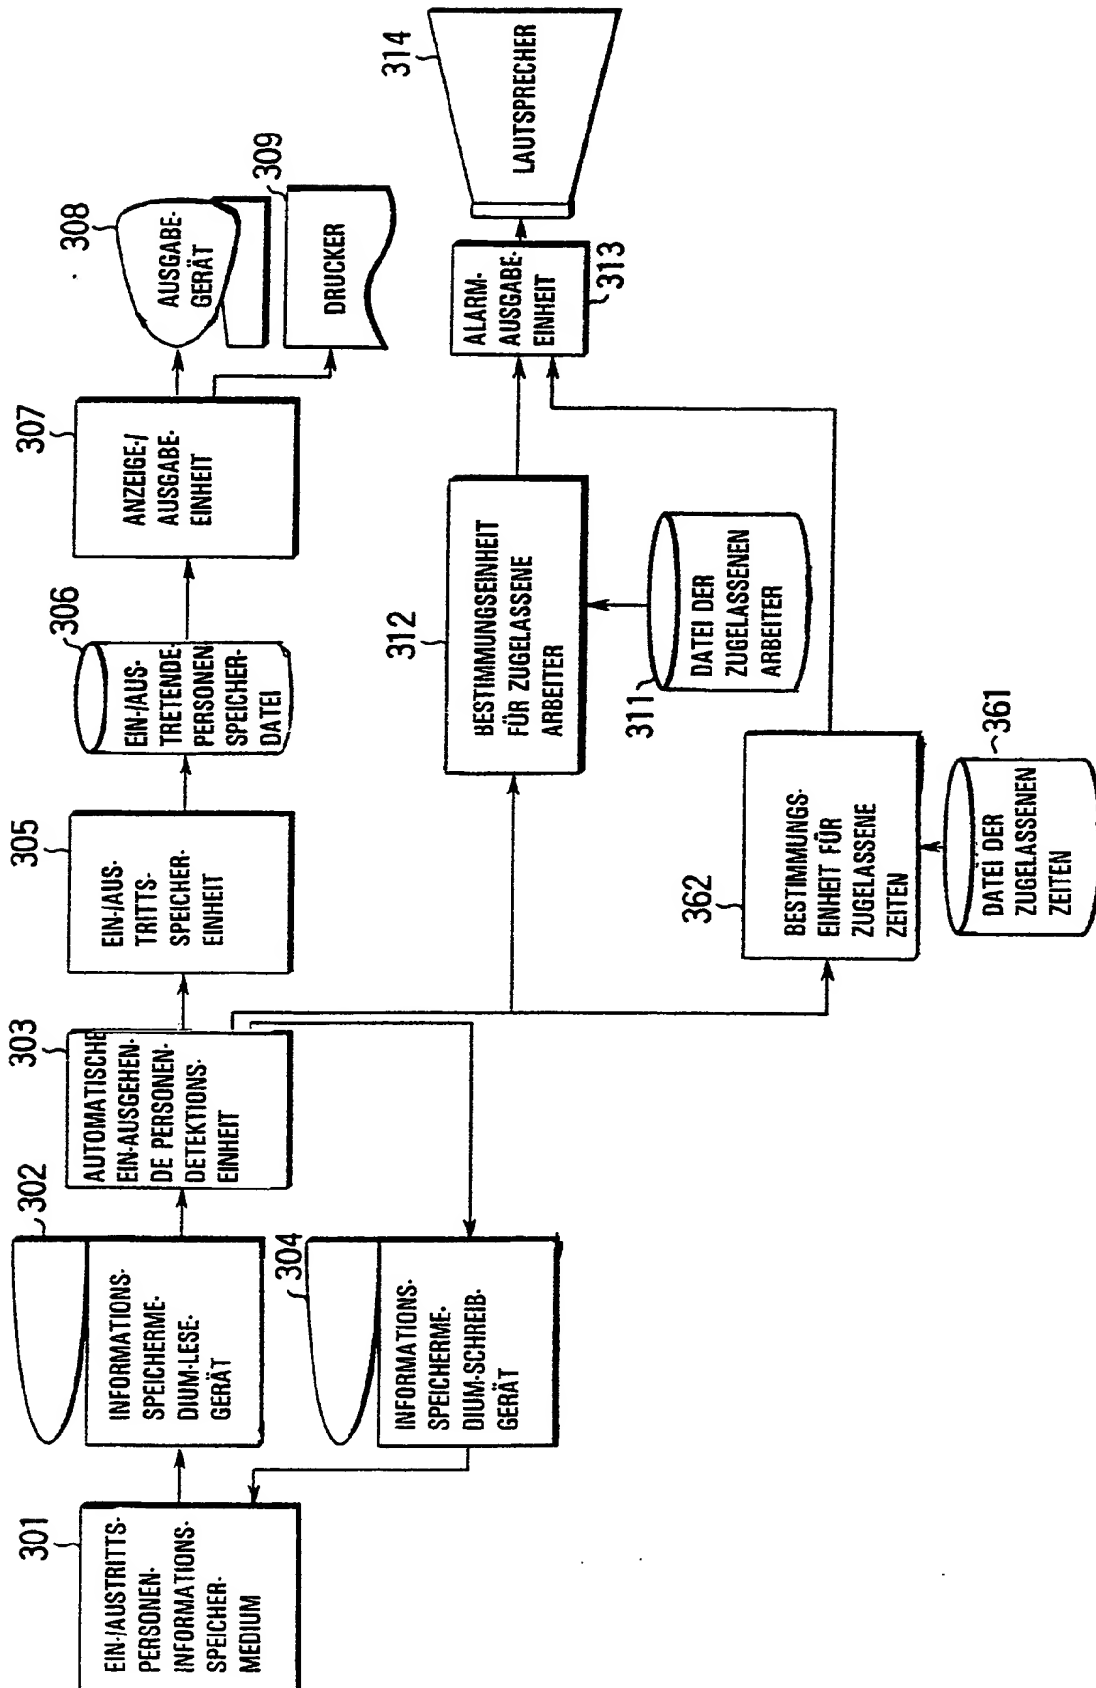 301
EIN-/AUSTRITTS-
PERSONEN-
INFORMATIONS-
SPEICHER-
MEDIUM
302
INFORMATIONS-
SPEICHERME-
DIUM-LESE-
GERÄT
304
INFORMATIONS-
SPEICHERME-
DIUM-SCHREIB-
GERÄT
303
AUTOMATISCHE
EIN-AUSGEHEN-
DE PERSONEN-
DETEKTIONS-
EINHEIT
305
EIN-/AUS-
TRITTS-
SPEICHER-
EINHEIT
306
EIN-/AUS-
TRETENDE-
PERSONEN
SPEICHER-
DATEI
307
ANZEIGE-/
AUSGABE-
EINHEIT
308
AUSGABE-
GERÄT
309
DRUCKER
312
BESTIMMUNGSEINHEIT
FÜR ZUGELASSENE
ARBEITER
311
DATEI DER
ZUGELASSENEN
ARBEITER
362
BESTIMMUNGS-
EINHEIT FÜR
ZUGELASSENE
ZEITEN
361
DATEI DER
ZUGELASSENEN
ZEITEN
313
ALARM-
AUSGABE-
EINHEIT
314
LAUTSPRECHER